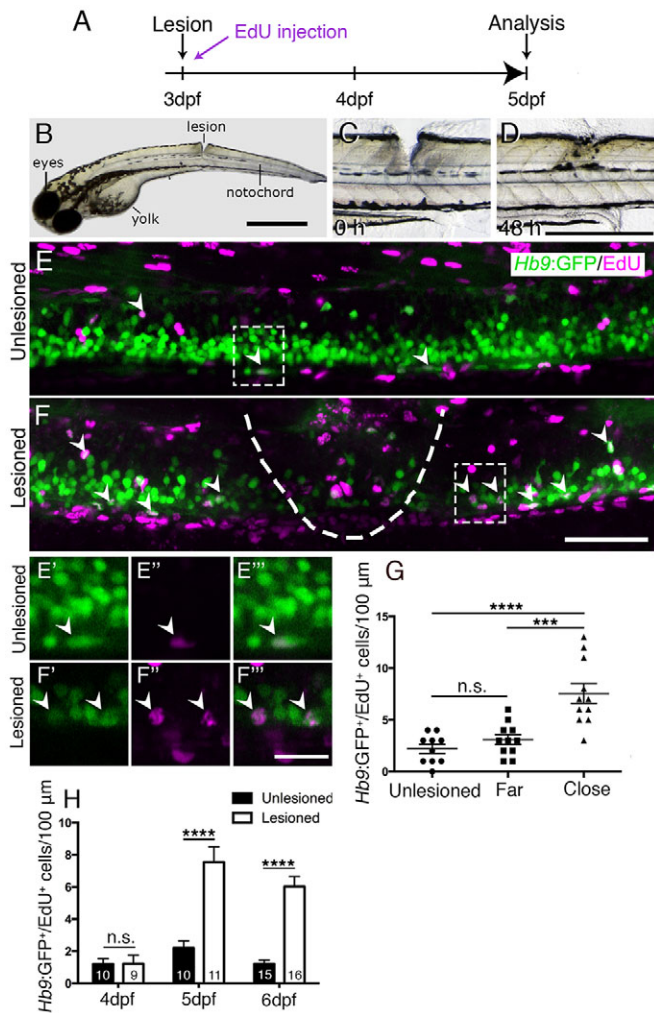 A
Lesion
EdU injection
Analysis
3dpf
4dpf
5dpf
B
lesion
eyes
notochord
yolk
C
0 h
D
48 h
E
Hb9:GFP/EdU
Unlesioned
F
Lesioned
E'
E''
E'''
Unlesioned
F'
F''
F'''
Lesioned
G
Hb9:GFP+/EdU+ cells/100 µm
15
10
5
0
****
***
n.s.
Unlesioned Far Close
H
Unlesioned
Lesioned
Hb9:GFP+/EdU+ cells/100 µm
10
8
6
4
2
0
n.s.
****
****
10 9 10 11 15 16
4dpf 5dpf 6dpf